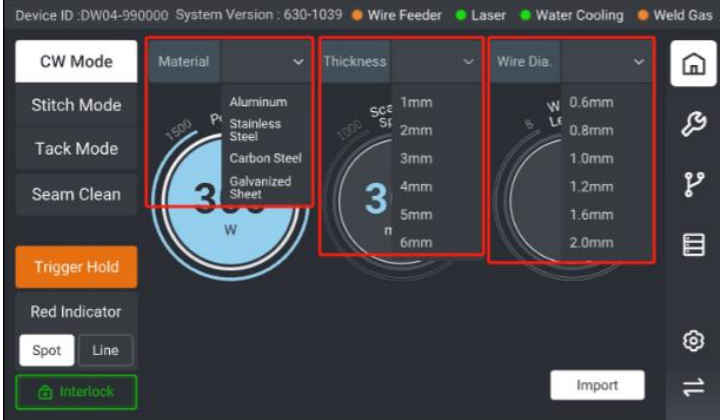 Device ID :DW04-990000 System Version : 630-1039 Wire Feeder Laser Water Cooling Weld Gas
CW Mode
Stitch Mode
Tack Mode
Seam Clean
Trigger Hold
Red Indicator
Spot Line
Interlock
Material
Aluminum
Stainless
Steel
Carbon Steel
Galvanized
Sheet
1500
W
Thickness
1mm
2mm
3mm
4mm
5mm
6mm
1000
Wire Dia.
0.6mm
0.8mm
1.0mm
1.2mm
1.6mm
2.0mm
8
Import